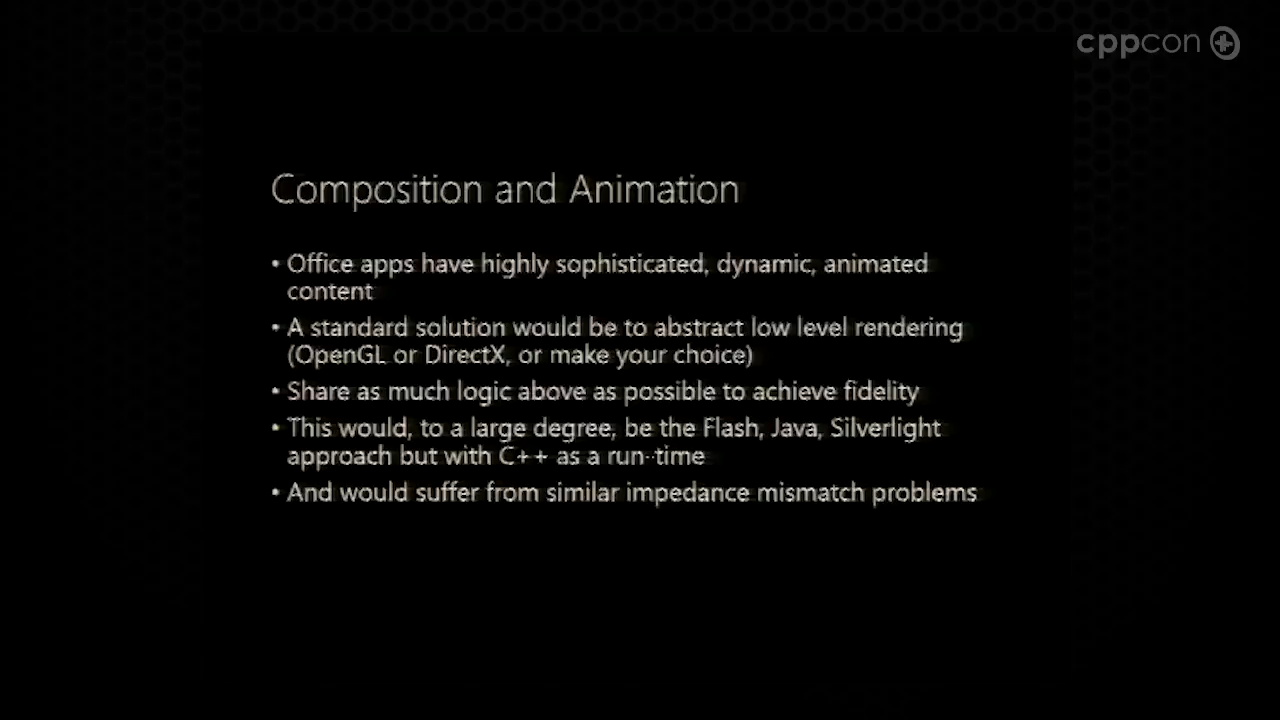 cppcon
Composition and Animation
• Office apps have highly sophisticated, dynamic, animated
content
• A standard solution would be to abstract low level rendering
(OpenGL or DirectX, or make your choice)
• Share as much logic above as possible to achieve fidelity
• This would, to a large degree, be the Flash, Java, Silverlight
approach but with C++ as a run-time
• And would suffer from similar impedance mismatch problems